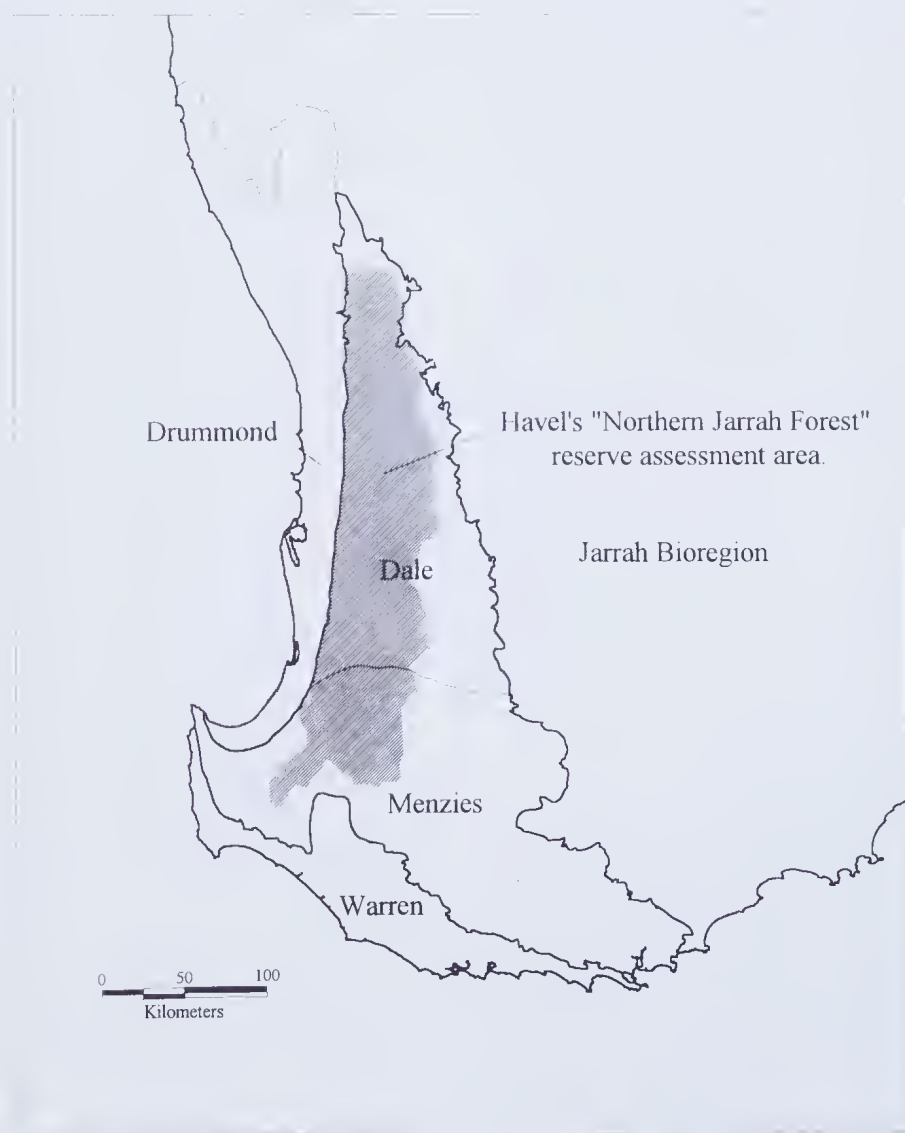 Drummond
Havel's "Northern Jarrah Forest"
reserve assessment area.
Jarrah Bioregion
Dale
Menzies
Warren
0 50 100
Kilometers